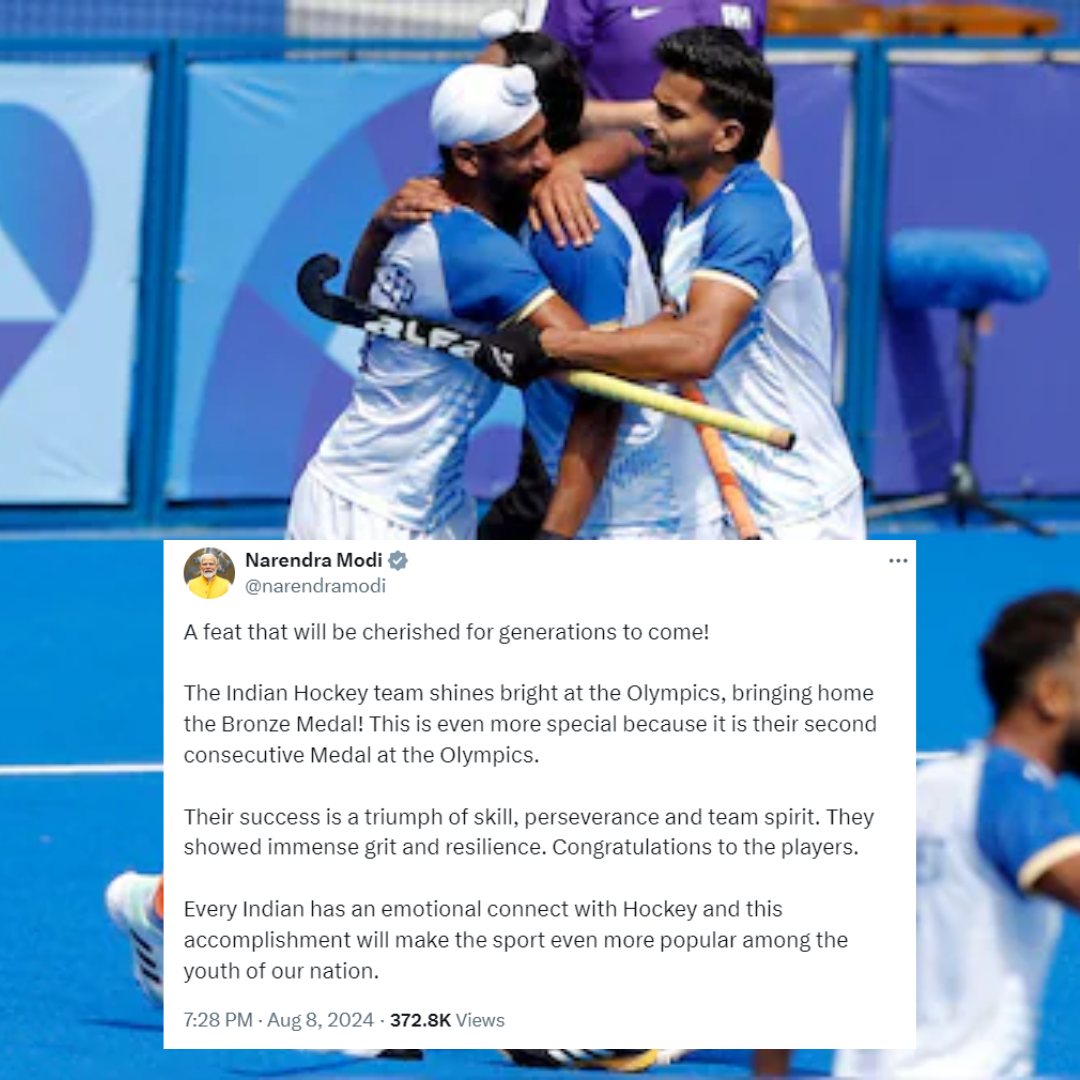 ALFA
Narendra Modi
@narendramodi
A feat that will be cherished for generations to come!
The Indian Hockey team shines bright at the Olympics, bringing home
the Bronze Medal! This is even more special because it is their second
consecutive Medal at the Olympics.
Their success is a triumph of skill, perseverance and team spirit. They
showed immense grit and resilience. Congratulations to the players.
Every Indian has an emotional connect with Hockey and this
accomplishment will make the sport even more popular among the
youth of our nation.
7:28 PM · Aug 8, 2024 · 372.8K Views